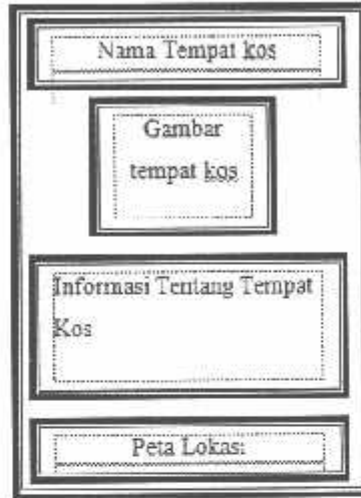 Nama Tempat kos
Gambar
tempat kos
Informasi Tentang Tempat
Kos
Peta Lokasi